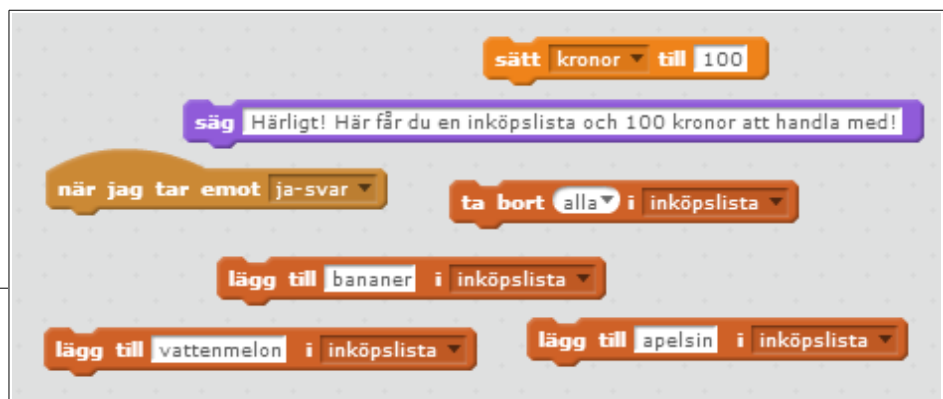 sätt kronor till 100
säg Härligt! Här får du en inköpslista och 100 kronor att handla med!
när jag tar emot ja-svar
ta bort alla i inköpslista
lägg till bananer i inköpslista
lägg till vattenmelon i inköpslista
lägg till apelsin i inköpslista